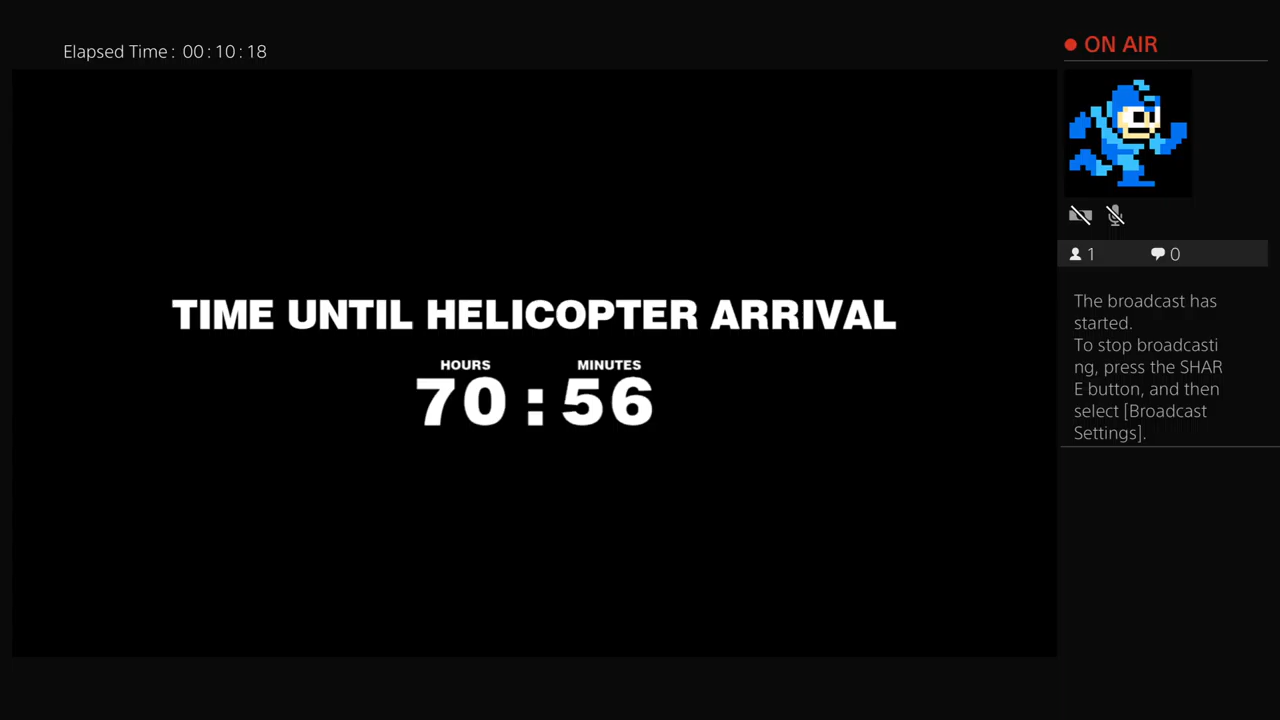 Elapsed Time : 00:10:18
ON AIR
1 0
TIME UNTIL HELICOPTER ARRIVAL
HOURS MINUTES
70:56
The broadcast has
started.
To stop broadcasti
ng, press the SHAR
E button, and then
select [Broadcast
Settings].